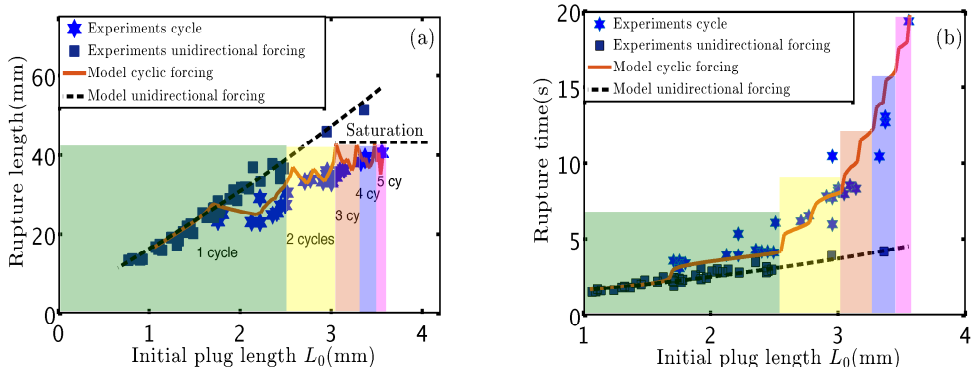 (a)
Experiments cycle
Experiments unidirectional forcing
Model cyclic forcing
Model unidirectional forcing
Rupture length(mm)
60
40
20
0
Saturation
1 cycle
2 cycles
3 cy
4 cy
5 cy
0 1 2 3 4
Initial plug length L₀(mm)
(b)
Experiments cycle
Experiments unidirectional forcing
Model cyclic forcing
Model unidirectional forcing
Rupture time(s)
20
15
10
5
0
1 2 3 4
Initial plug length L₀(mm)